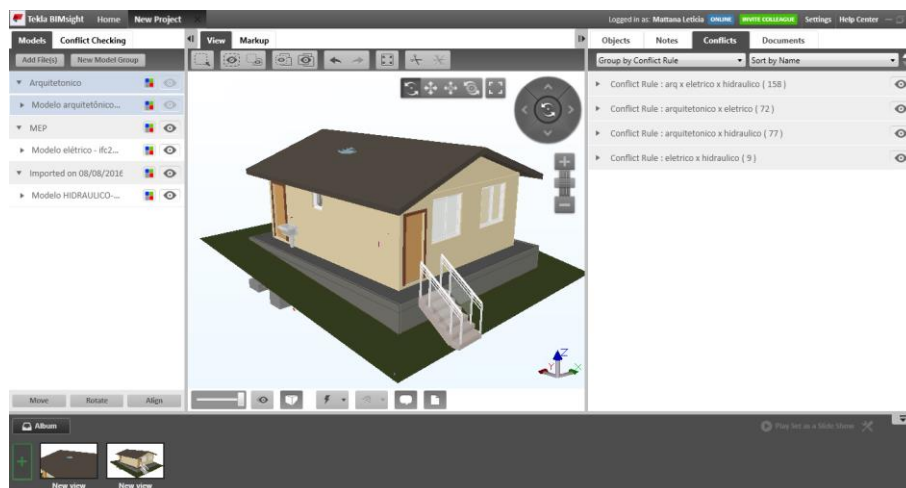 Tekla BIMsight Home New Project
Logged in as: Mattana Leticia ONLINE INVITE COLLEAGUE Settings Help Center
Models Conflict Checking
View Markup
Objects Notes Conflicts Documents
Add File(s) New Model Group
Group by Conflict Rule
Sort by Name
Arquitetonico
Modelo arquitetônico...
MEP
Modelo elétrico - ifc2...
Imported on 08/08/2016
Modelo HIDRAULICO-...
Conflict Rule : arq x eletrico x hidraulico ( 158 )
Conflict Rule : arquitetonico x eletrico ( 72 )
Conflict Rule : arquitetonico x hidraulico ( 77 )
Conflict Rule : eletrico x hidraulico ( 9 )
Z
Y
X
Move Rotate Align
Album
Play Set as a Slide Show
New view New view